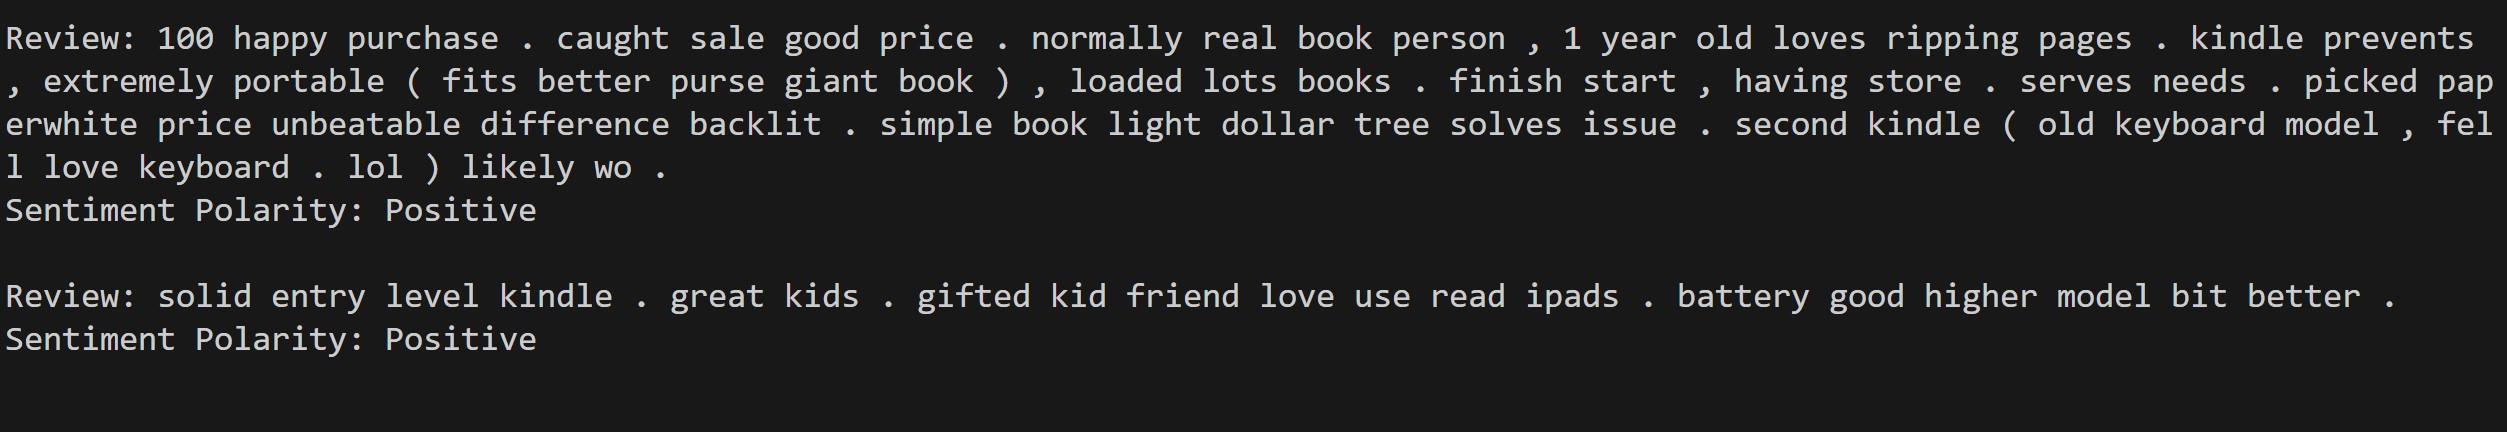 Review: 100 happy purchase . caught sale good price . normally real book person , 1 year old loves ripping pages . kindle prevents
, extremely portable ( fits better purse giant book ) , loaded lots books . finish start , having store . serves needs . picked pap
erwhite price unbeatable difference backlit . simple book light dollar tree solves issue . second kindle ( old keyboard model , fel
l love keyboard . lol ) likely wo .
Sentiment Polarity: Positive
Review: solid entry level kindle . great kids . gifted kid friend love use read ipads . battery good higher model bit better .
Sentiment Polarity: Positive